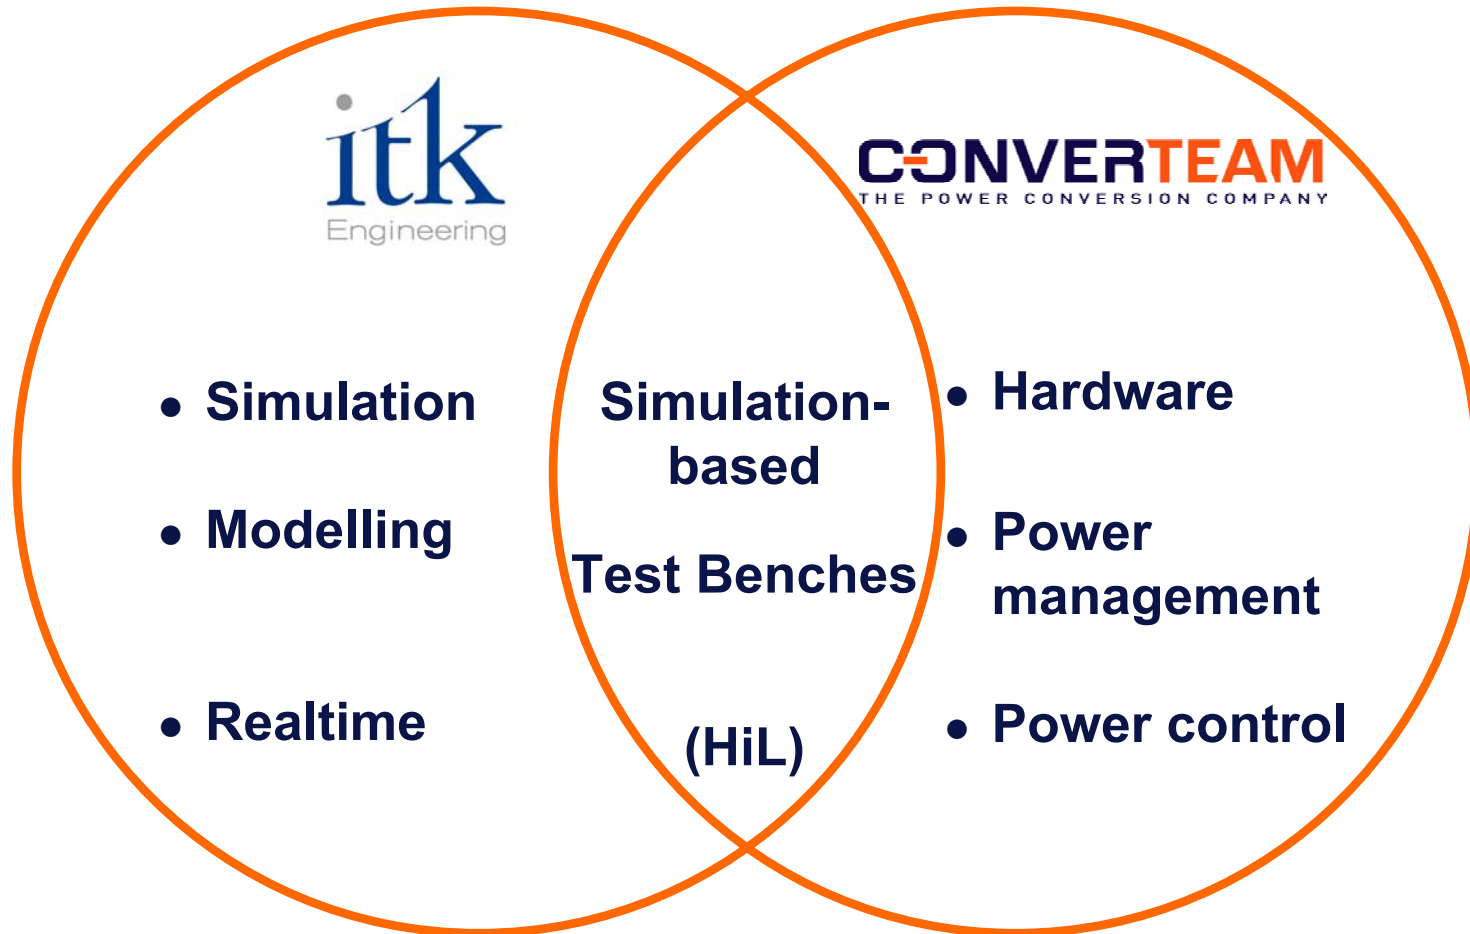 itk
Engineering
CONVERTEAM
THE POWER CONVERSION COMPANY
• Simulation
• Modelling
• Realtime
Simulation-
based
Test Benches
(HiL)
• Hardware
• Power
management
• Power control